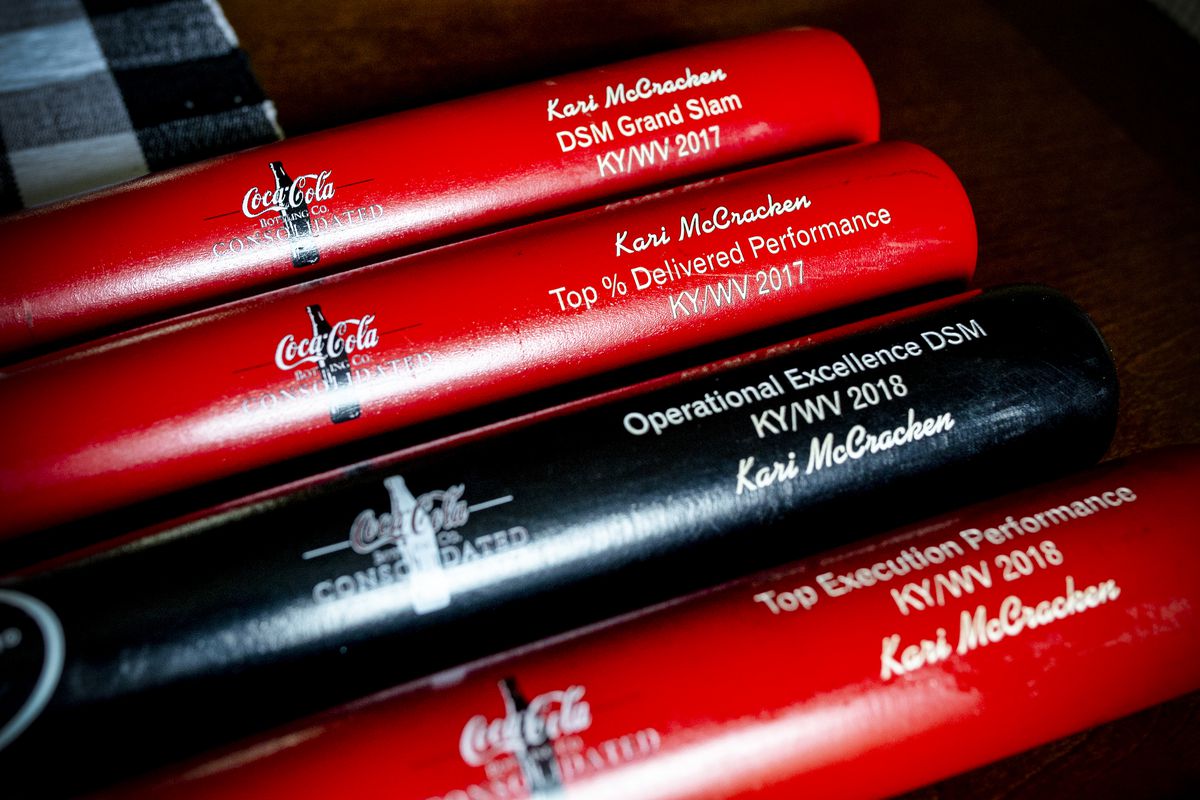 Kari McCracken
DSM Grand Slam
KY/WV 2017
Coca-Cola
BOTTLING CO.
CONSOLIDATED
Kari McCracken
Top % Delivered Performance
KY/WV 2017
Coca-Cola
BOTTLING CO.
CONSOLIDATED
Operational Excellence DSM
KY/WV 2018
Kari McCracken
Coca-Cola
CONSOLIDATED
Top Execution Performance
KY/WV 2018
Kari McCracken
Coca-Cola
CONSOLIDATED